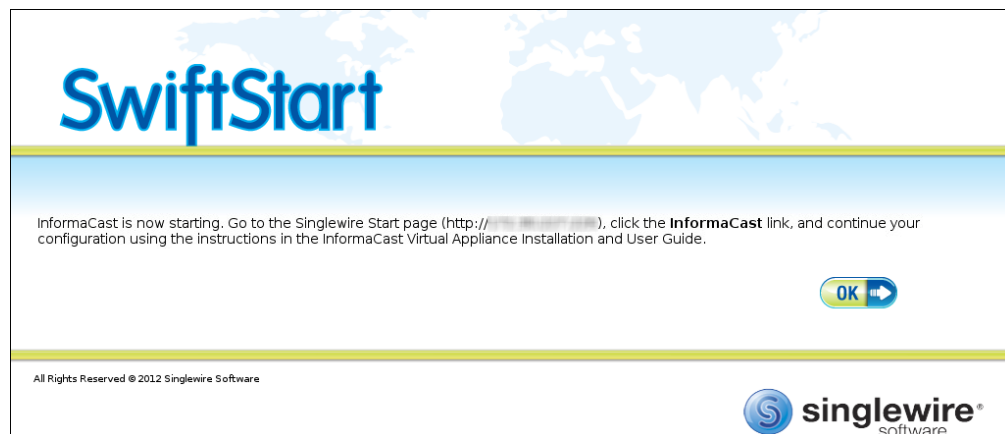 SwiftStart
InformaCast is now starting. Go to the Singlewire Start page (http:// ), click the InformaCast link, and continue your
configuration using the instructions in the InformaCast Virtual Appliance Installation and User Guide.
OK
All Rights Reserved © 2012 Singlewire Software
S singlewire®
software